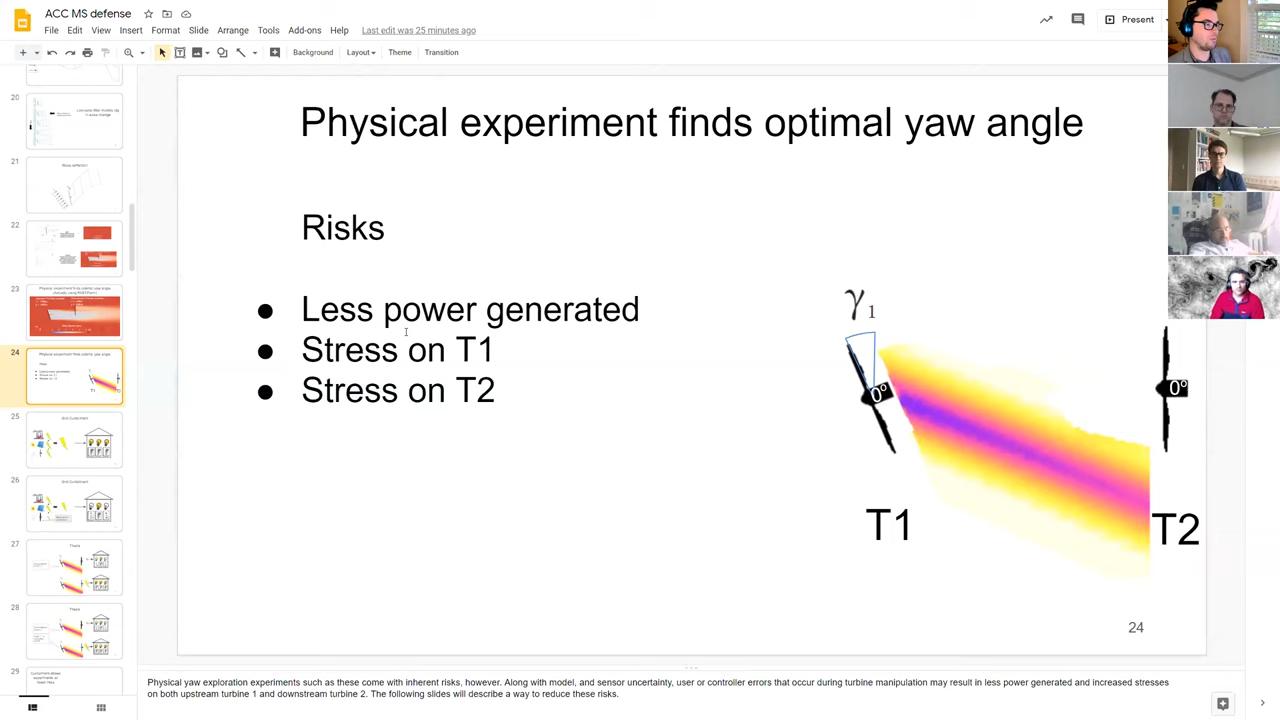 ACC MS defense
File Edit View Insert Format Slide Arrange Tools Add-ons Help Last edit was 25 minutes ago
Present
Background Layout Theme Transition
20
21
22
23
24
25
26
27
28
29
Physical experiment finds optimal yaw angle
Risks
● Less power generated
● Stress on T1
● Stress on T2
γ1
0º
0º
T1
T2
24
Physical yaw exploration experiments such as these come with inherent risks, however. Along with model, and sensor uncertainty, user or controller errors that occur during turbine manipulation may result in less power generated and increased stresses
on both upstream turbine 1 and downstream turbine 2. The following slides will describe a way to reduce these risks.